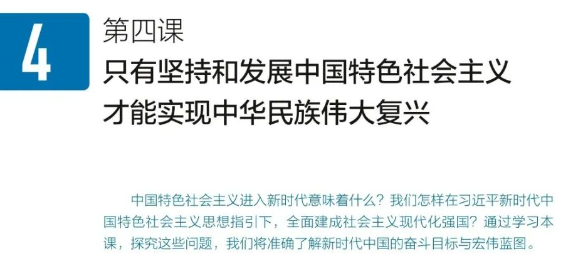 4
第四课
只有坚持和发展中国特色社会主义
才能实现中华民族伟大复兴
中国特色社会主义进入新时代意味着什么？我们怎样在习近平新时代中
国特色社会主义思想指引下，全面建成社会主义现代化强国？通过学习本
课，探究这些问题，我们将准确了解新时代中国的奋斗目标与宏伟蓝图。